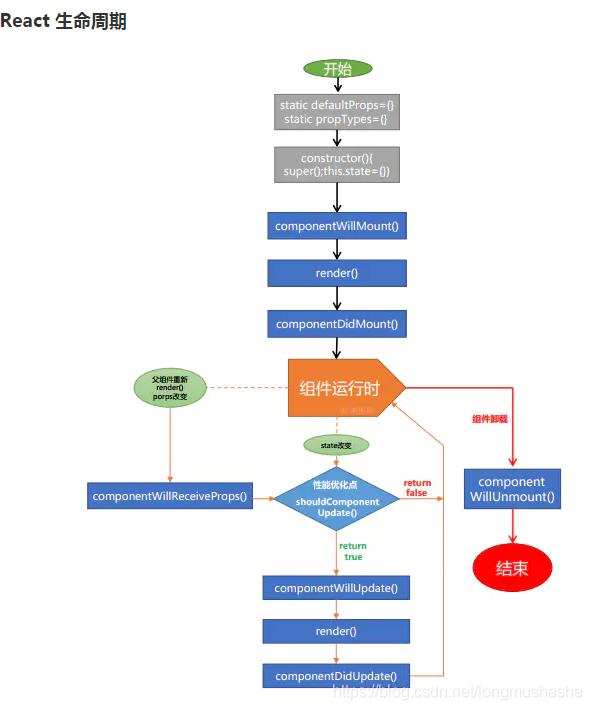 React 生命周期
开始
static defaultProps={}
static propTypes={}
constructor(){
super();this.state={}}
componentWillMount()
render()
componentDidMount()
组件运行时
父组件重新
render()
porps改变
组件卸载
state改变
componentWillReceiveProps()
性能优化点
shouldComponent
Update()
return
false
component
WillUnmount()
return
true
结束
componentWillUpdate()
render()
componentDidUpdate()
https://blog.csdn.net/longmushasha